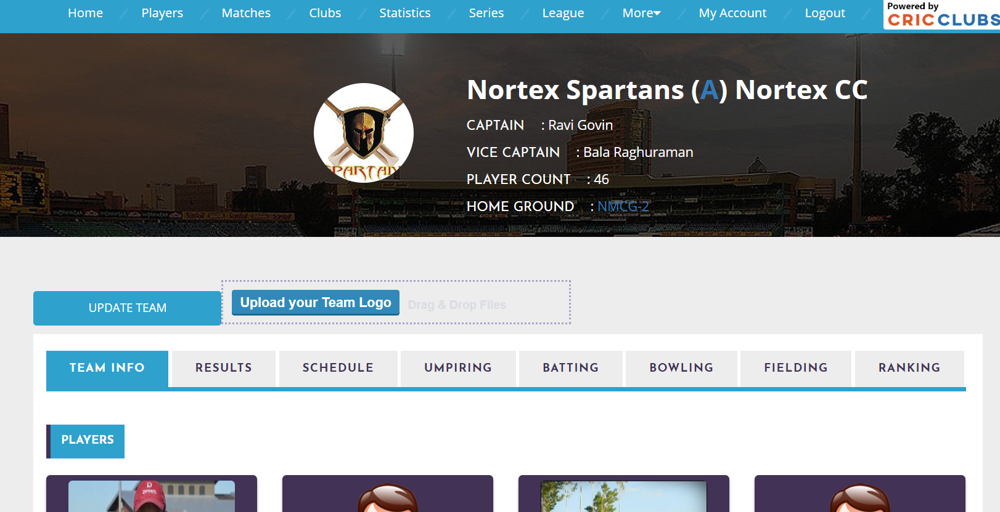 Home Players Matches Clubs Statistics Series League More My Account Logout
Powered by
CRICCLUBS
Nortex Spartans (A) Nortex CC
CAPTAIN : Ravi Govin
VICE CAPTAIN : Bala Raghuraman
PLAYER COUNT : 46
HOME GROUND : NMCG-2
SPARTAN
UPDATE TEAM
Upload your Team Logo Drag & Drop Files
TEAM INFO RESULTS SCHEDULE UMPIRING BATTING BOWLING FIELDING RANKING
PLAYERS